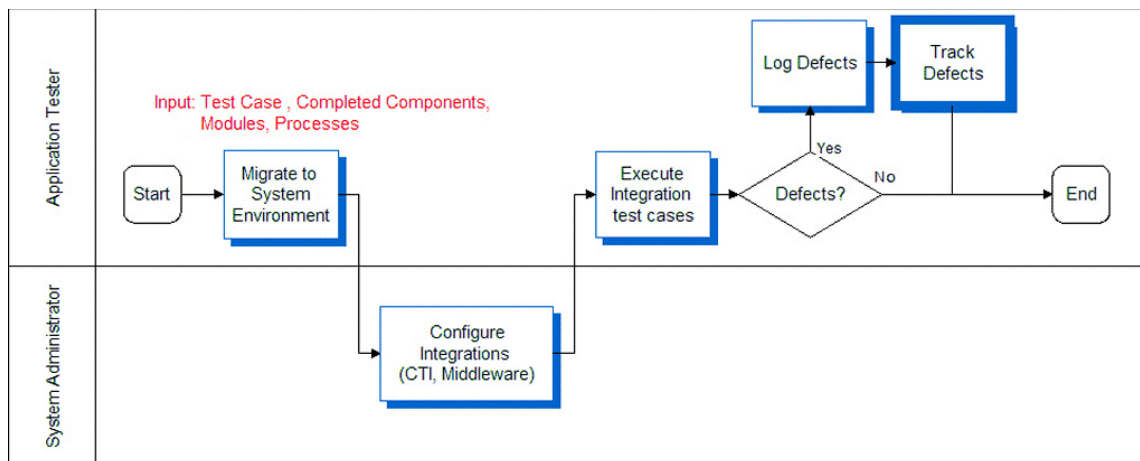 Application Tester
Input: Test Case , Completed Components,
Modules, Processes
Start
Migrate to
System
Environment
Execute
Integration
test cases
Defects?
Yes
No
Log Defects
Track
Defects
End
System Administrator
Configure
Integrations
(CTI, Middleware)